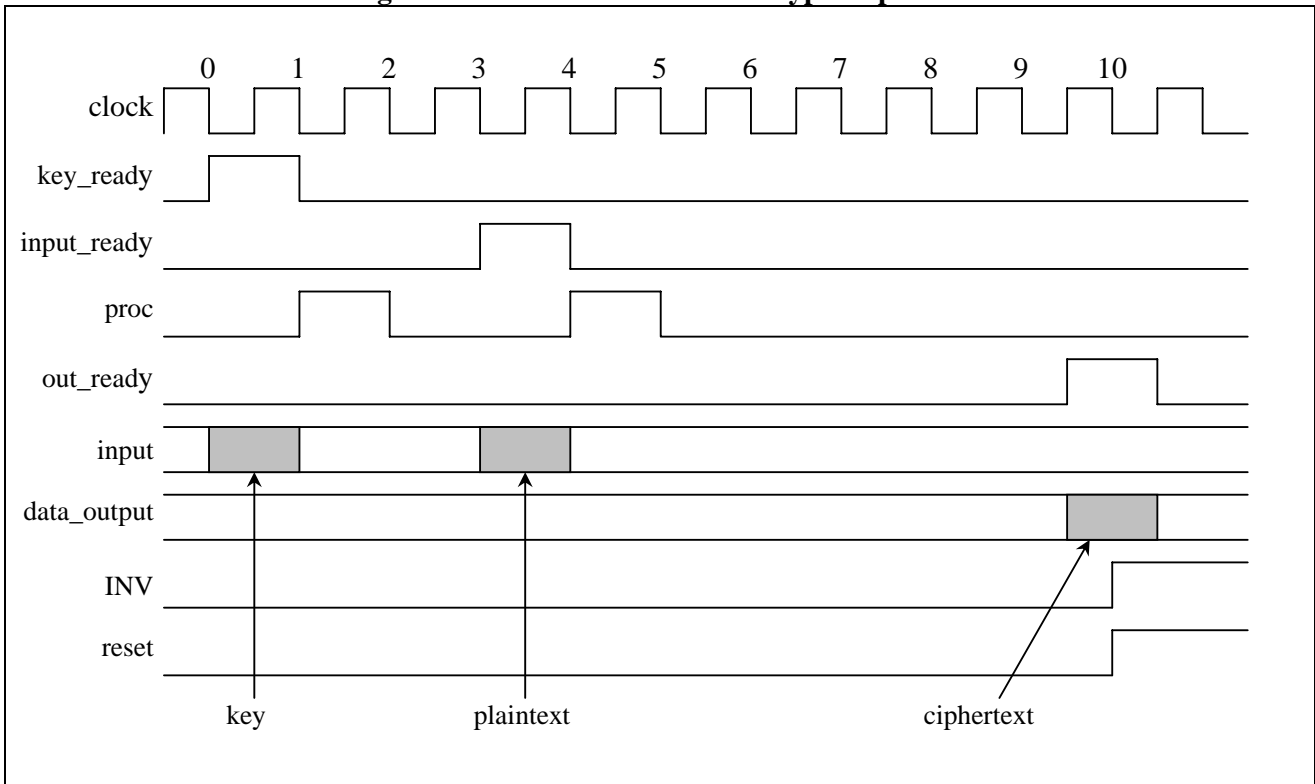 0 1 2 3 4 5 6 7 8 9 10
clock
key_ready
input_ready
proc
out_ready
input
data_output
INV
reset
key plaintext ciphertext